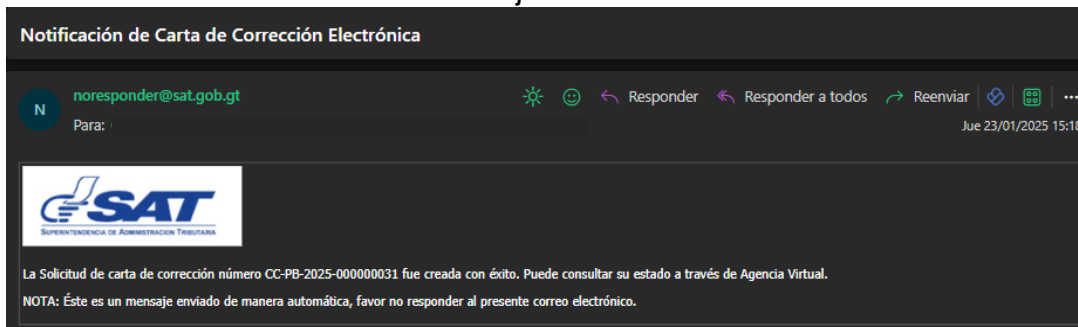 Notificación de Carta de Corrección Electrónica
N
noresponder@sat.gob.gt
Responder
Responder a todos
Reenviar
Para:
Jue 23/01/2025 15:18
SAT
SUPERINTENDENCIA DE ADMINISTRACION TRIBUTARIA
La Solicitud de carta de corrección número CC-PB-2025-000000031 fue creada con éxito. Puede consultar su estado a través de Agencia Virtual.
NOTA: Éste es un mensaje enviado de manera automática, favor no responder al presente correo electrónico.